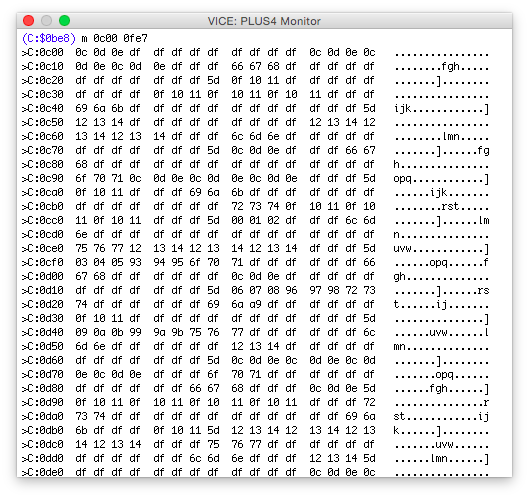 VICE: PLUS4 Monitor
(C:$0be8) m 0c00 0fe7
>C:0c00  0c 0d 0e df  df df df df  df df df df  0c 0d 0e 0c   ................
>C:0c10  0d 0e 0c 0d  0e df df df  66 67 68 df  df df df df   ........fgh.....
>C:0c20  df df df df  df df df 5d  0f 10 11 df  df df df df   .......]........
>C:0c30  df df df df  0f 10 11 0f  10 11 0f 10  11 df df df   ................
>C:0c40  69 6a 6b df  df df df df  df df df df  df df df 5d   ijk............]
>C:0c50  12 13 14 df  df df df df  df df df df  12 13 14 12   ................
>C:0c60  13 14 12 13  14 df df df  6c 6d 6e df  df df df df   ........lmn.....
>C:0c70  df df df df  df df df 5d  0c 0d 0e df  df df 66 67   .......]......fg
>C:0c80  68 df df df  df df df df  df df df df  df df df df   h...............
>C:0c90  6f 70 71 0c  0d 0e 0c 0d  0e 0c 0d 0e  df df df 5d   opq............]
>C:0ca0  0f 10 11 df  df df 69 6a  6b df df df  df df df df   ......ijk.......
>C:0cb0  df df df df  df df df df  72 73 74 0f  10 11 0f 10   ........rst.....
>C:0cc0  11 0f 10 11  df df df 5d  00 01 02 df  df df 6c 6d   .......]......lm
>C:0cd0  6e df df df  df df df df  df df df df  df df df df   n...............
>C:0ce0  75 76 77 12  13 14 12 13  14 12 13 14  df df df 5d   uvw............]
>C:0cf0  03 04 05 93  94 95 6f 70  71 df df df  df df df 66   ......opq......f
>C:0d00  67 68 df df  df df df df  0c 0d 0e df  df df df df   gh..............
>C:0d10  df df df df  df df df 5d  06 07 08 96  97 98 72 73   .......]......rs
>C:0d20  74 df df df  df df 69 6a  a9 df df df  df df df df   t.....ij........
>C:0d30  0f 10 11 df  df df df df  df df df df  df df df 5d   ...............]
>C:0d40  09 0a 0b 99  9a 9b 75 76  77 df df df  df df df 6c   ......uvw......l
>C:0d50  6d 6e df df  df df df df  12 13 14 df  df df df df   mn..............
>C:0d60  df df df df  df df df 5d  0c 0d 0e 0c  0d 0e 0c 0d   .......]........
>C:0d70  0e 0c 0d 0e  df df df 6f  70 71 df df  df df df df   .......opq......
>C:0d80  df df df df  df 66 67 68  df df df df  0c 0d 0e 5d   .....fgh.......]
>C:0d90  0f 10 11 0f  10 11 0f 10  11 0f 10 11  df df df 72   ...............r
>C:0da0  73 74 df df  df df df df  df df df df  df df 69 6a   st............ij
>C:0db0  6b df df df  0f 10 11 5d  12 13 14 12  13 14 12 13   k......]........
>C:0dc0  14 12 13 14  df df df 75  76 77 df df  df df df df   .......uvw......
>C:0dd0  df df df df  df 6c 6d 6e  df df df df  12 13 14 5d   .....lmn.......]
>C:0de0  df df df df  df df df df  df df df df  0c 0d 0e 0c   ................